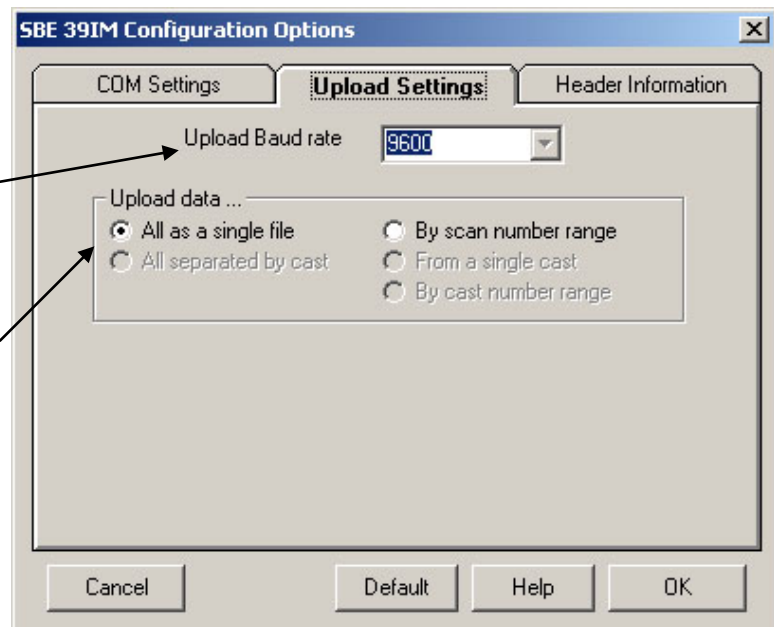 SBE 39IM Configuration Options
COM Settings
Upload Settings
Header Information
Upload Baud rate
9600
Upload data ...
All as a single file
By scan number range
All separated by cast
From a single cast
By cast number range
Cancel
Default
Help
OK